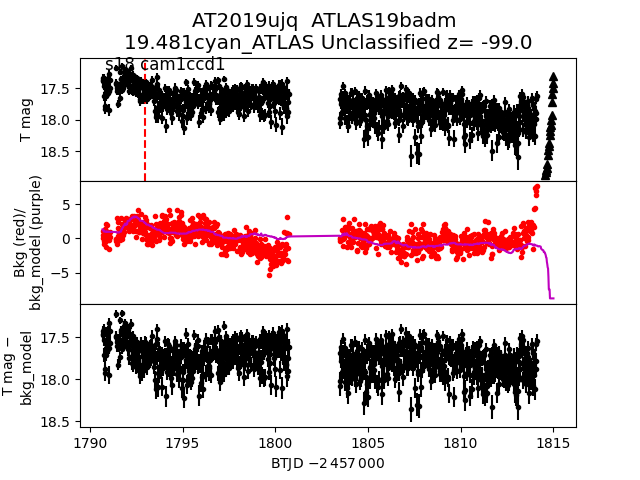 AT2019ujq  ATLAS19badm
19.481cyan_ATLAS Unclassified z= -99.0
s18 cam1ccd1
T mag
17.5
18.0
18.5
Bkg (red)/
bkg_model (purple)
5
0
−5
T mag −
bkg_model
17.5
18.0
18.5
1790 1795 1800 1805 1810 1815
BTJD −2 457 000